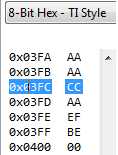 8-Bit Hex - TI Style
0x03FA AA
0x03FB AA
0x03FC CC
0x03FD AA
0x03FE EF
0x03FF BE
0x0400 00